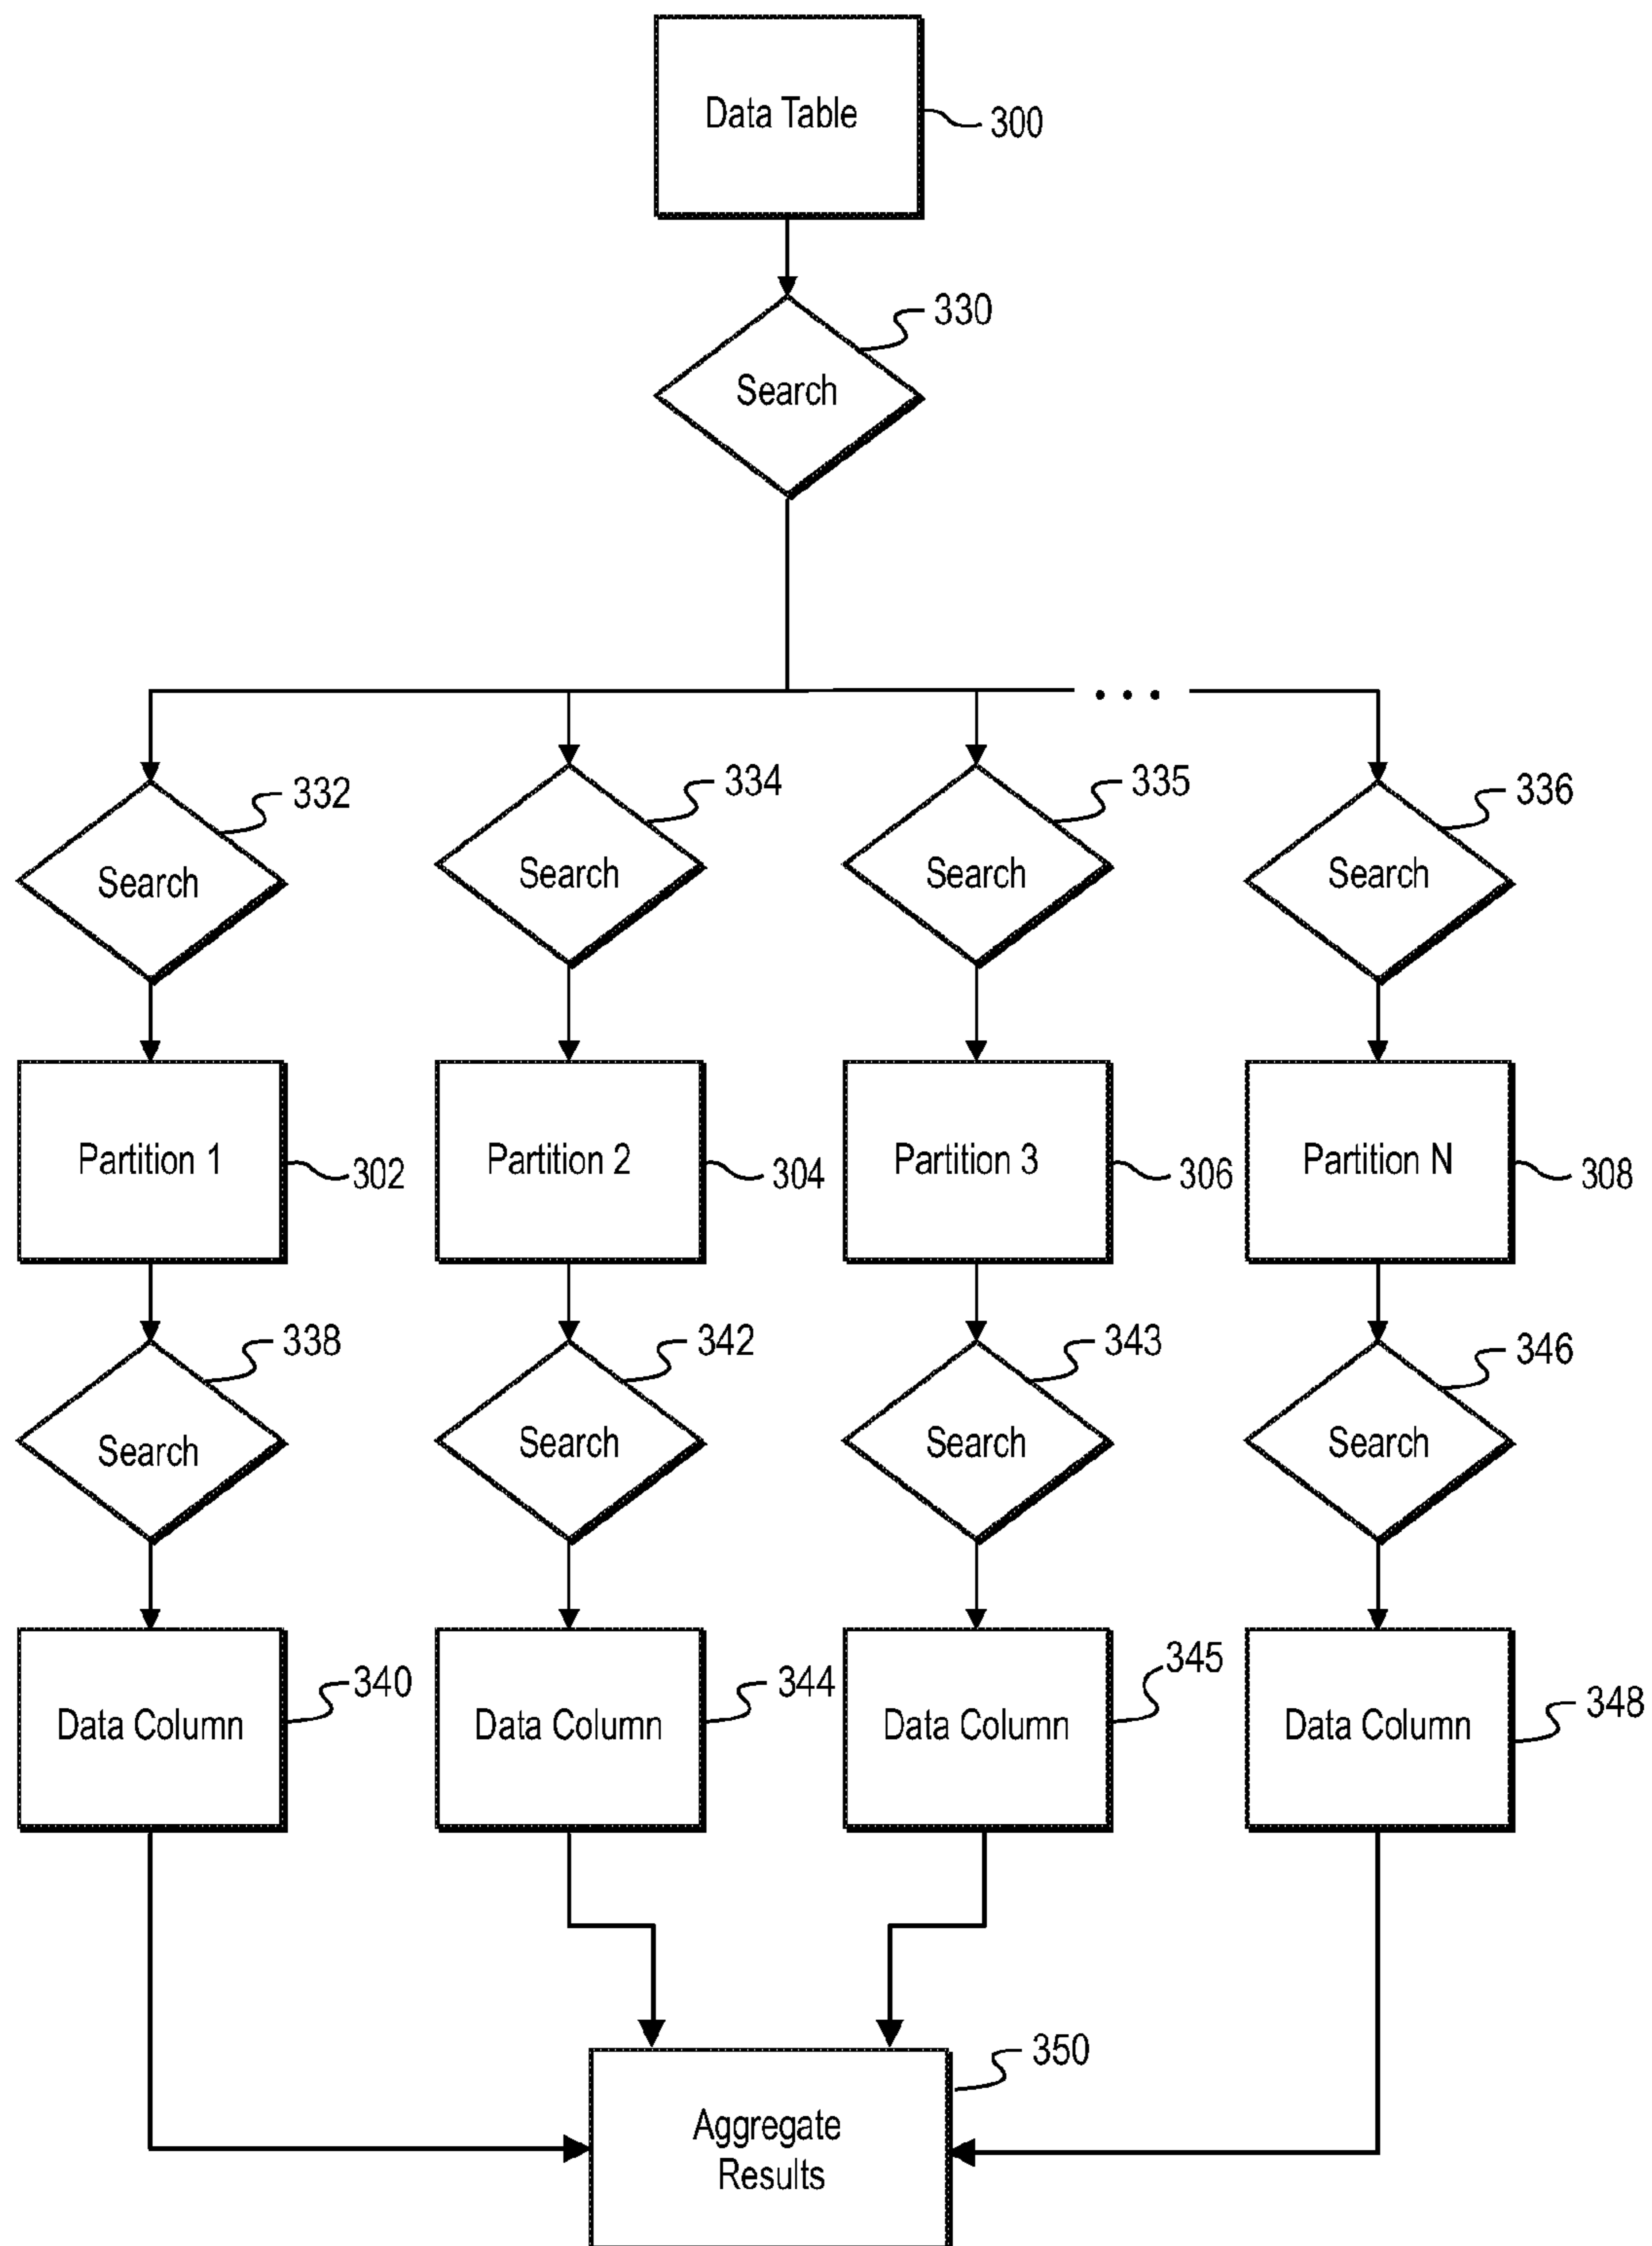 Data Table
300
330
Search
. . .
332
334
335
336
Search
Search
Search
Search
Partition 1
302
Partition 2
304
Partition 3
306
Partition N
308
338
342
343
346
Search
Search
Search
Search
Data Column
340
Data Column
344
Data Column
345
Data Column
348
350
Aggregate
Results